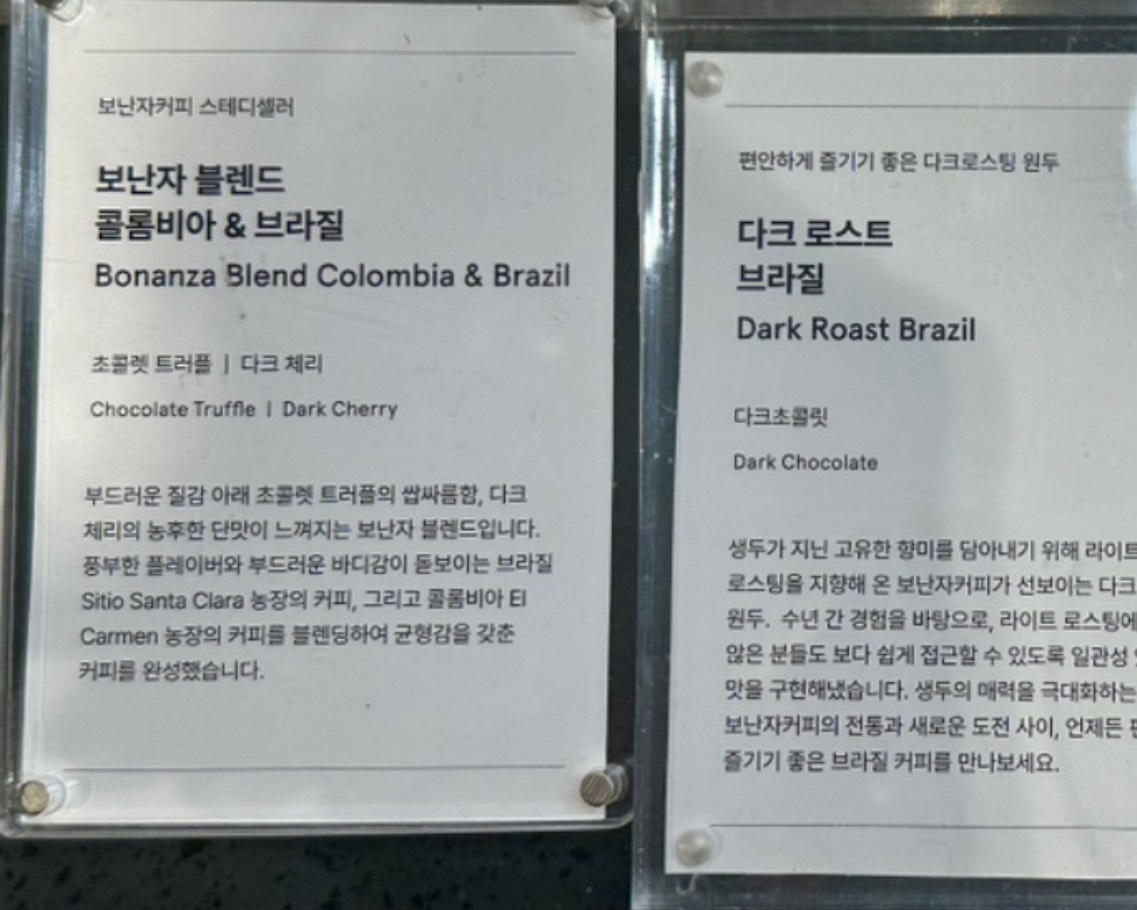 보난자커피 스테디셀러
보난자 블렌드
콜롬비아 & 브라질
Bonanza Blend Colombia & Brazil
초콜렛 트러플 | 다크 체리
Chocolate Truffle | Dark Cherry
부드러운 질감 아래 초콜렛 트러플의 쌉싸름함, 다크
체리의 농후한 단맛이 느껴지는 보난자 블렌드입니다.
풍부한 플레이버와 부드러운 바디감이 돋보이는 브라질
Sitio Santa Clara 농장의 커피, 그리고 콜롬비아 El
Carmen 농장의 커피를 블렌딩하여 균형감을 갖춘
커피를 완성했습니다.
편안하게 즐기기 좋은 다크로스팅 원두
다크 로스트
브라질
Dark Roast Brazil
다크초콜릿
Dark Chocolate
생두가 지닌 고유한 향미를 담아내기 위해 라이트
로스팅을 지향해 온 보난자커피가 선보이는 다크
원두. 수년 간 경험을 바탕으로, 라이트 로스팅에
않은 분들도 보다 쉽게 접근할 수 있도록 일관성
맛을 구현해냈습니다. 생두의 매력을 극대화하는
보난자커피의 전통과 새로운 도전 사이, 언제든
즐기기 좋은 브라질 커피를 만나보세요.